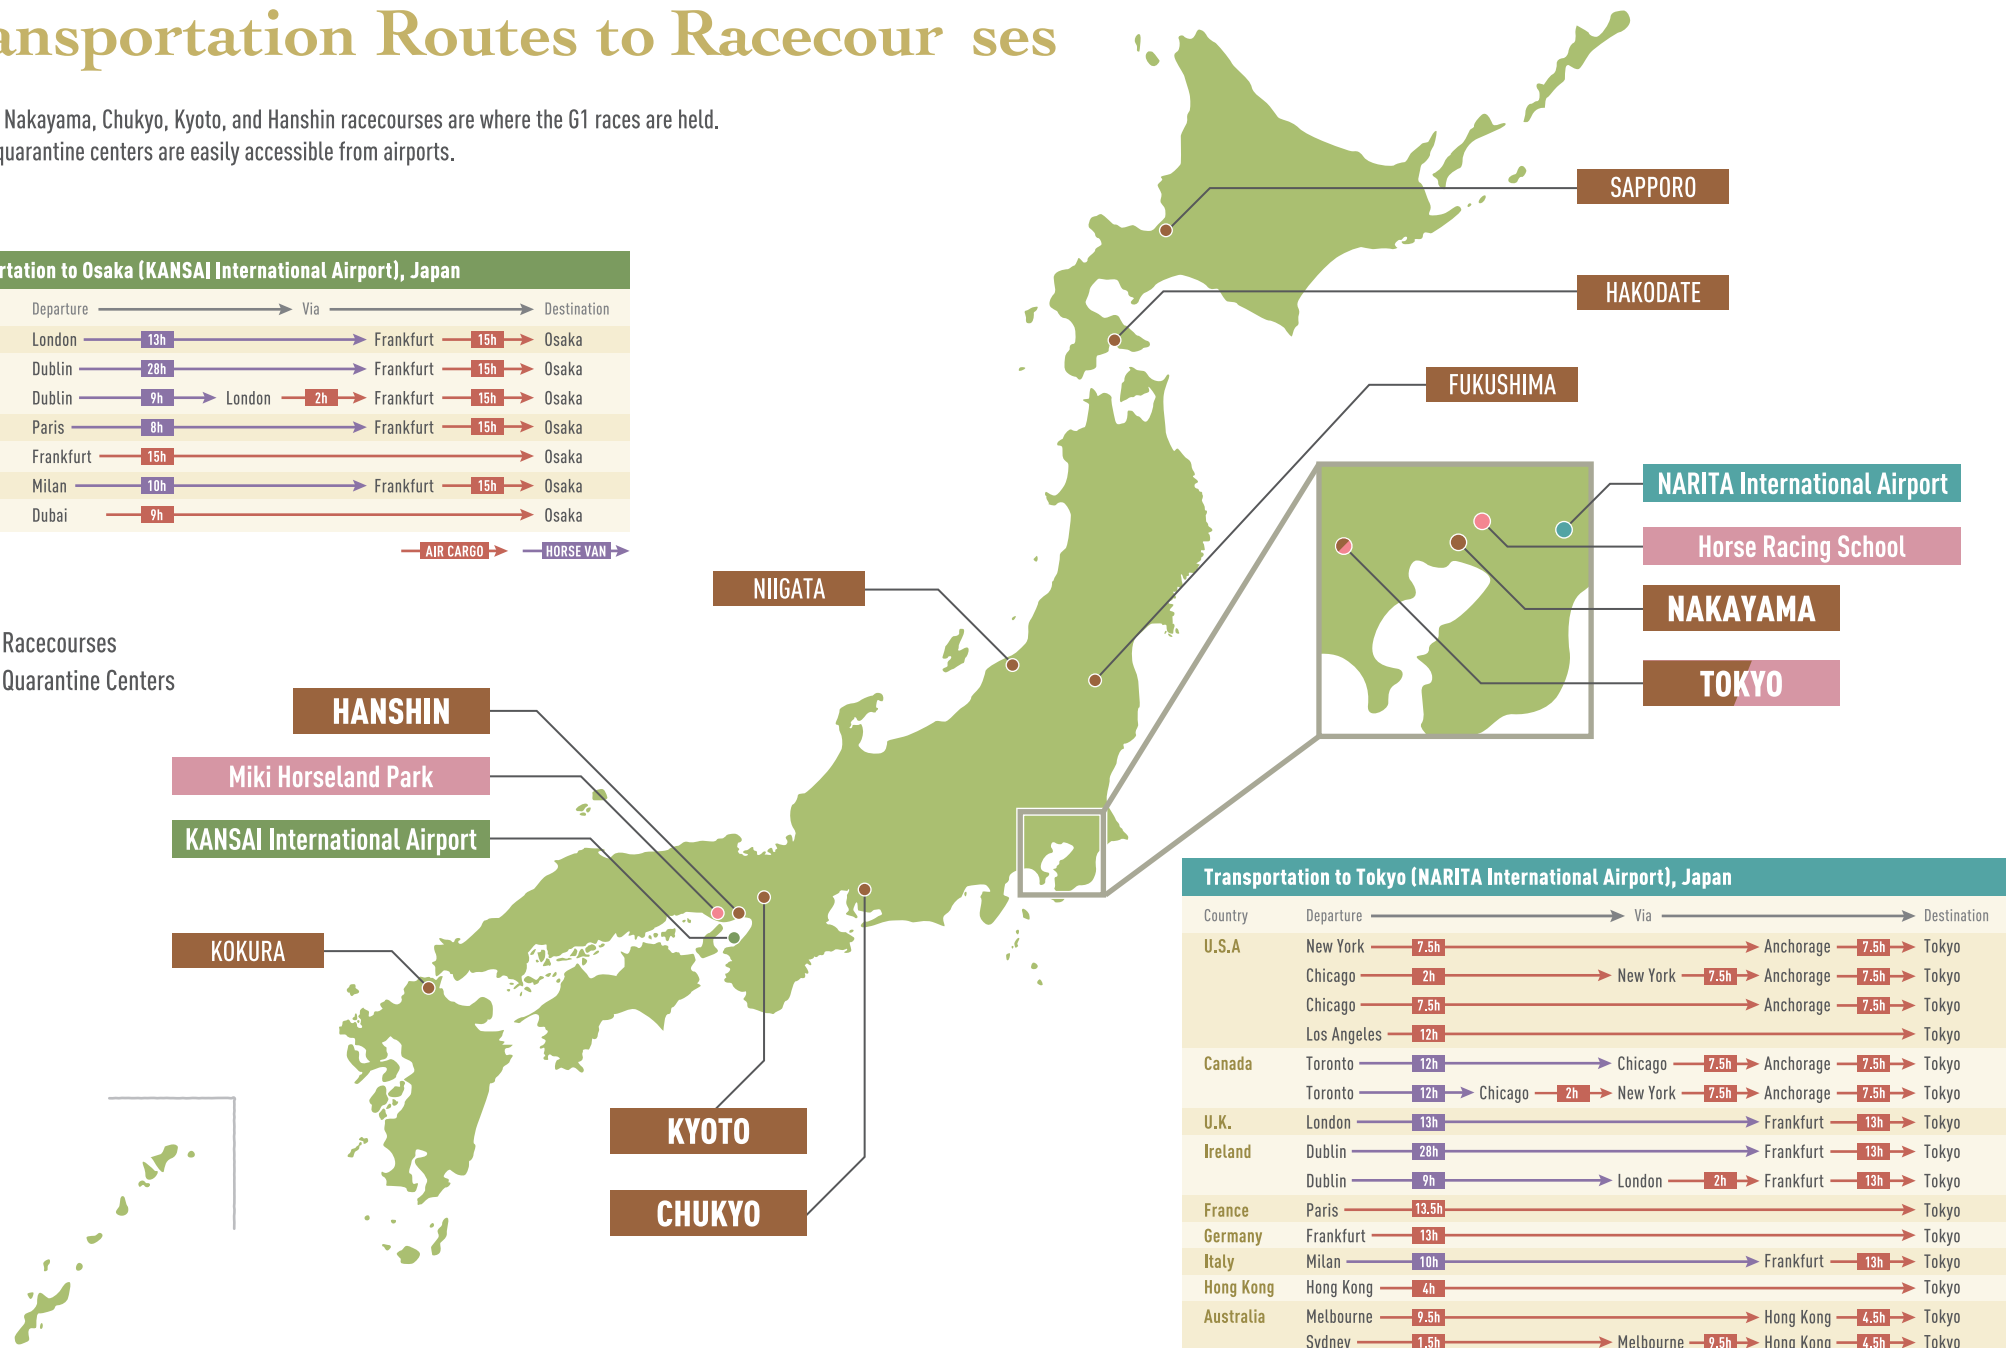 ansportation Routes to Racecour ses
Nakayama, Chukyo, Kyoto, and Hanshin racecourses are where the G1 races are held.
quarantine centers are easily accessible from airports.
rtation to Osaka (KANSAI International Airport), Japan
Departure Via Destination
London 13h Frankfurt 15h Osaka
Dublin 28h Frankfurt 15h Osaka
Dublin 9h London 2h Frankfurt 15h Osaka
Paris 8h Frankfurt 15h Osaka
Frankfurt 15h Osaka
Milan 10h Frankfurt 15h Osaka
Dubai 9h Osaka
AIR CARGO HORSE VAN
Racecourses
Quarantine Centers
SAPPORO
HAKODATE
FUKUSHIMA
NIIGATA
NARITA International Airport
Horse Racing School
NAKAYAMA
TOKYO
HANSHIN
Miki Horseland Park
KANSAI International Airport
KOKURA
KYOTO
CHUKYO
Transportation to Tokyo (NARITA International Airport), Japan
Country Departure Via Destination
U.S.A New York 7.5h Anchorage 7.5h Tokyo
Chicago 2h New York 7.5h Anchorage 7.5h Tokyo
Chicago 7.5h Anchorage 7.5h Tokyo
Los Angeles 12h Tokyo
Canada Toronto 12h Chicago 7.5h Anchorage 7.5h Tokyo
Toronto 12h Chicago 2h New York 7.5h Anchorage 7.5h Tokyo
U.K. London 13h Frankfurt 13h Tokyo
Ireland Dublin 28h Frankfurt 13h Tokyo
Dublin 9h London 2h Frankfurt 13h Tokyo
France Paris 13.5h Tokyo
Germany Frankfurt 13h Tokyo
Italy Milan 10h Frankfurt 13h Tokyo
Hong Kong Hong Kong 4h Tokyo
Australia Melbourne 9.5h Hong Kong 4.5h Tokyo
Sydney 1.5h Melbourne 9.5h Hong Kong 4.5h Tokyo